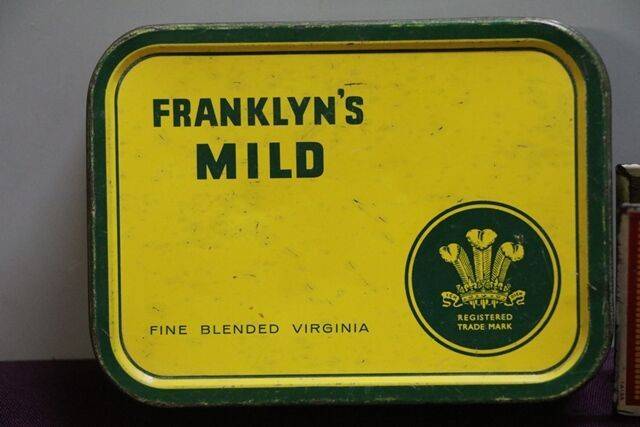 FRANKLYN'S
MILD
FINE BLENDED VIRGINIA
REGISTERED
TRADE MARK